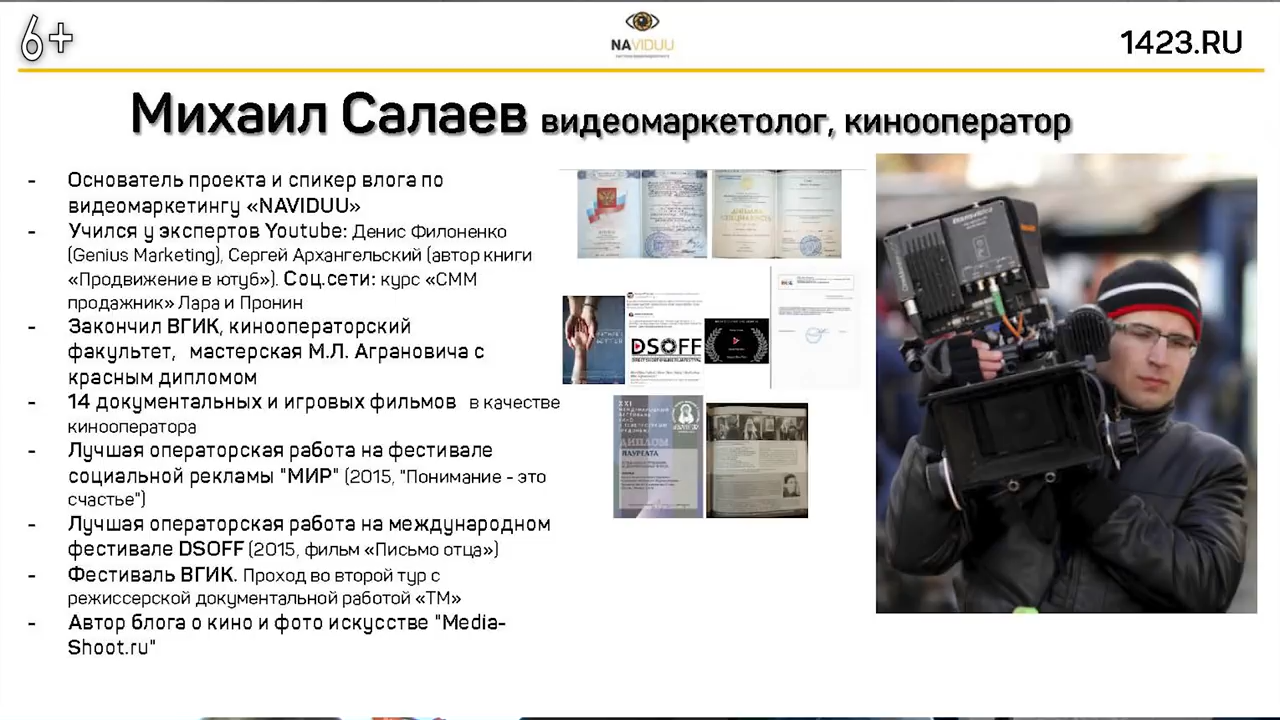 6+
NAVIDUU
1423.RU
Михаил Салаев видеомаркетолог, кинооператор
- Основатель проекта и спикер влога по
видеомаркетингу «NAVIDUU»
- Учился у экспертов Youtube: Денис Филоненко
(Genius Marketing), Сергей Архангельский (автор книги
«Продвижение в ютуб»). Соц.сети: курс «СММ
продажник» Лара и Пронин
- Закончил ВГИК, кинооператорский
факультет, мастерская М.Л. Аграновича с
красным дипломом
- 14 документальных и игровых фильмов в качестве
кинооператора
- Лучшая операторская работа на фестивале
социальной рекламы "МИР" (2015, "Понимание - это
счастье")
- Лучшая операторская работа на международном
фестивале DSOFF (2015, фильм «Письмо отца»)
- Фестиваль ВГИК. Проход во второй тур с
режиссерской документальной работой «ТМ»
- Автор блога о кино и фото искусстве "Media-
Shoot.ru"
DSOFF
XXI
ДИПЛОМ
ЛАУРЕАТА